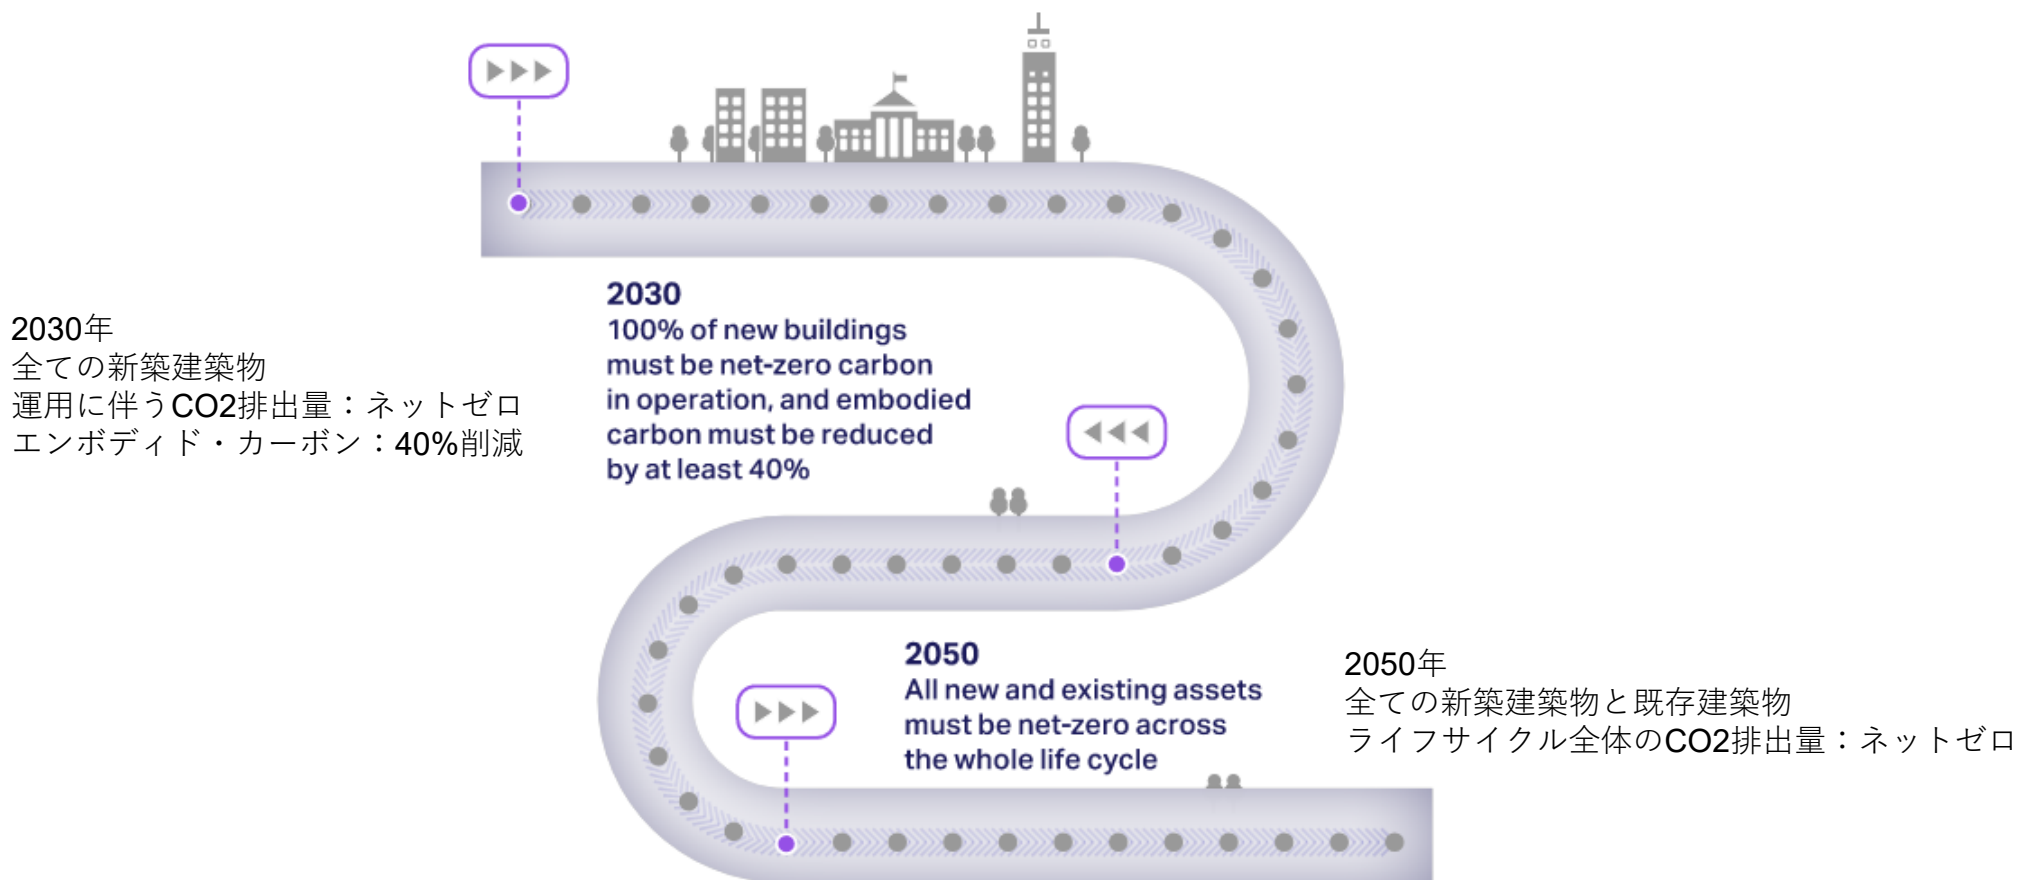 2030
100% of new buildings
must be net-zero carbon
in operation, and embodied
carbon must be reduced
by at least 40%
2030年
全ての新築建築物
運用に伴うCO2排出量：ネットゼロ
エンボディド・カーボン：40%削減
2050
All new and existing assets
must be net-zero across
the whole life cycle
2050年
全ての新築建築物と既存建築物
ライフサイクル全体のCO2排出量：ネットゼロ